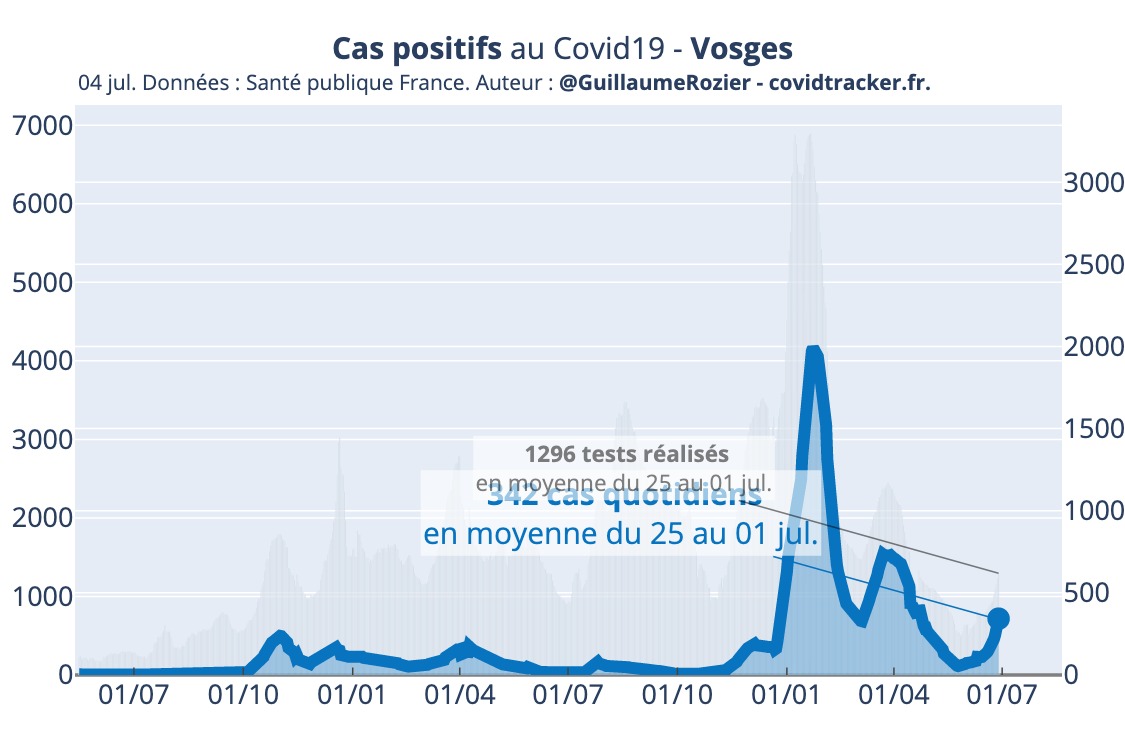 Cas positifs au Covid19 - Vosges
04 jul. Données : Santé publique France. Auteur : @GuillaumeRozier - covidtracker.fr.
7000
6000
5000
4000
3000
2000
1000
0
3000
2500
2000
1500
1000
500
0
1296 tests réalisés
en moyenne du 25 au 01 jul.
342 cas quotidiens
en moyenne du 25 au 01 jul.
01/07 01/10 01/01 01/04 01/07 01/10 01/01 01/04 01/07